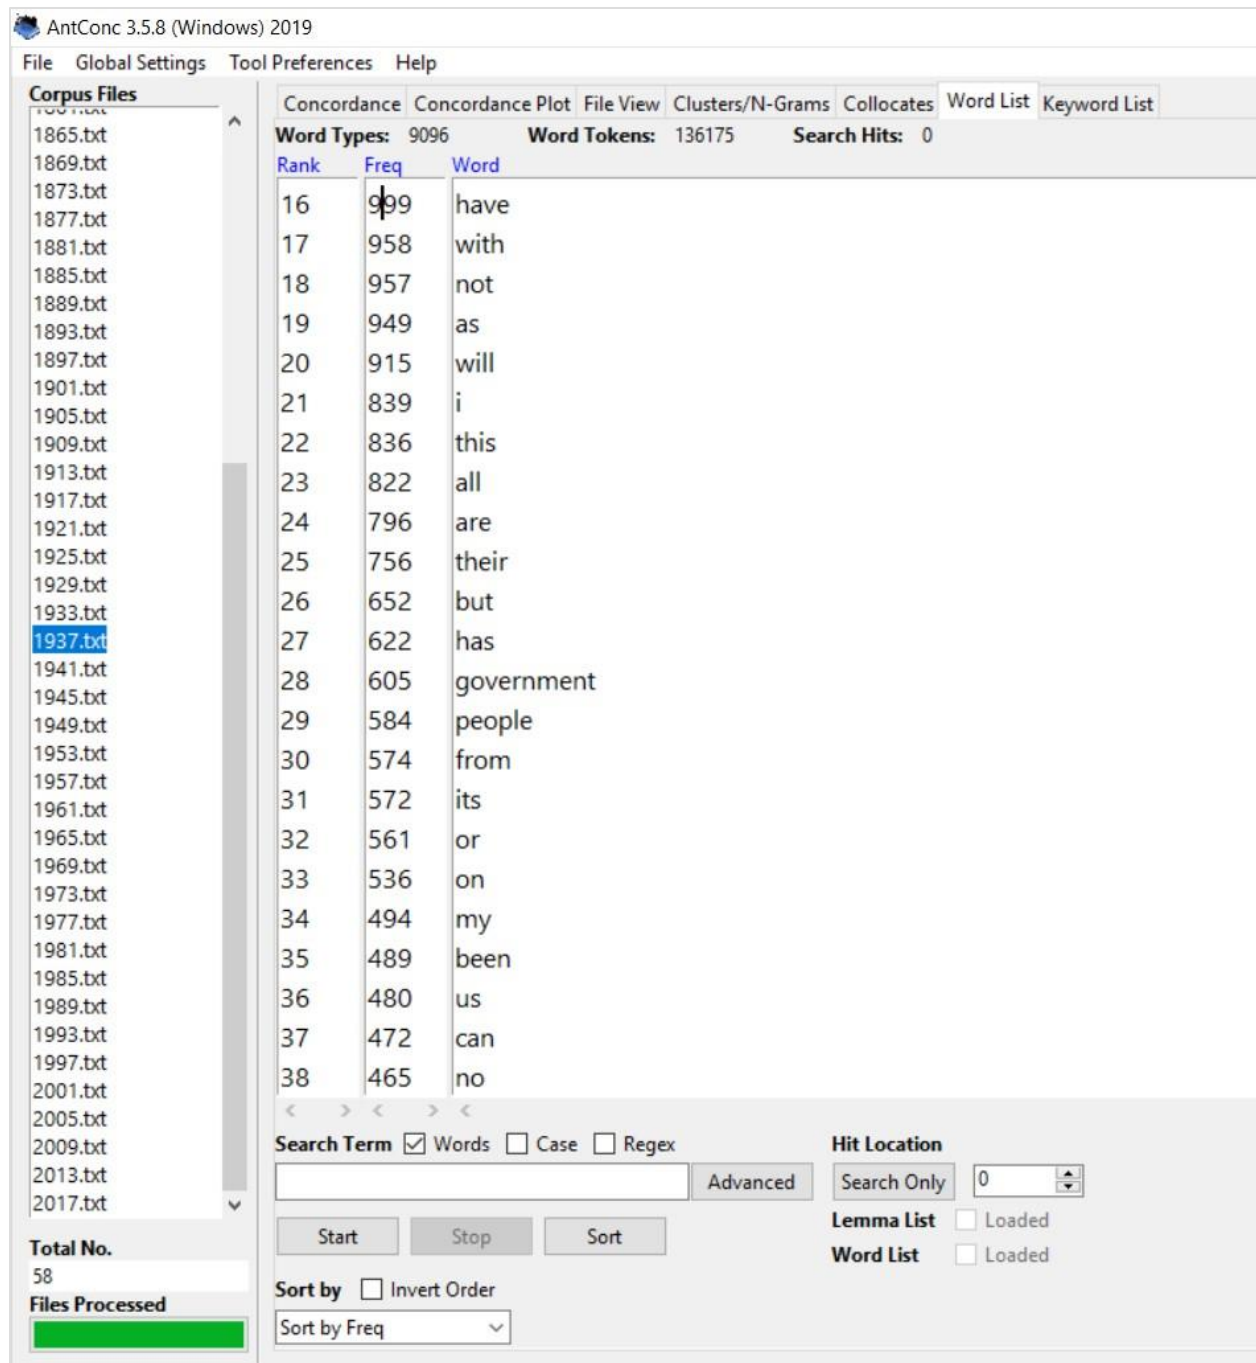 AntConc 3.5.8 (Windows) 2019
File Global Settings Tool Preferences Help
Corpus Files
1865.txt
1869.txt
1873.txt
1877.txt
1881.txt
1885.txt
1889.txt
1893.txt
1897.txt
1901.txt
1905.txt
1909.txt
1913.txt
1917.txt
1921.txt
1925.txt
1929.txt
1933.txt
1937.txt
1941.txt
1945.txt
1949.txt
1953.txt
1957.txt
1961.txt
1965.txt
1969.txt
1973.txt
1977.txt
1981.txt
1985.txt
1989.txt
1993.txt
1997.txt
2001.txt
2005.txt
2009.txt
2013.txt
2017.txt
Total No.
58
Files Processed
Concordance Concordance Plot File View Clusters/N-Grams Collocates Word List Keyword List
Word Types: 9096 Word Tokens: 136175 Search Hits: 0
Rank Freq Word
16 999 have
17 958 with
18 957 not
19 949 as
20 915 will
21 839 i
22 836 this
23 822 all
24 796 are
25 756 their
26 652 but
27 622 has
28 605 government
29 584 people
30 574 from
31 572 its
32 561 or
33 536 on
34 494 my
35 489 been
36 480 us
37 472 can
38 465 no
Search Term Words Case Regex
Advanced
Start Stop Sort
Sort by Invert Order
Sort by Freq
Hit Location
Search Only 0
Lemma List Loaded
Word List Loaded